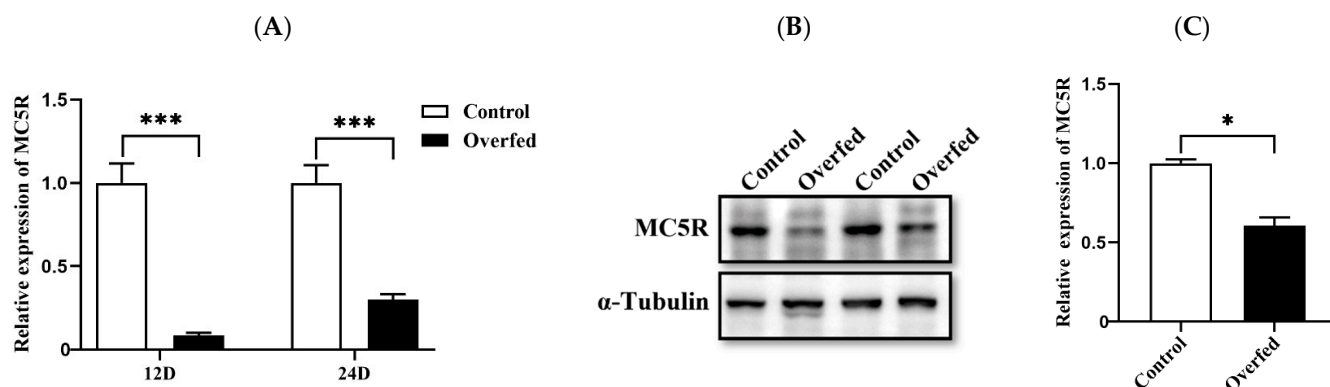 (A)
Relative expression of MC5R
1.5
1.0
0.5
0
***
***
12D
24D
Control
Overfed
(B)
Control
Overfed
Control
Overfed
MC5R
α-Tubulin
(C)
Relative expression of MC5R
1.5
1.0
0.5
0.0
*
Control
Overfed